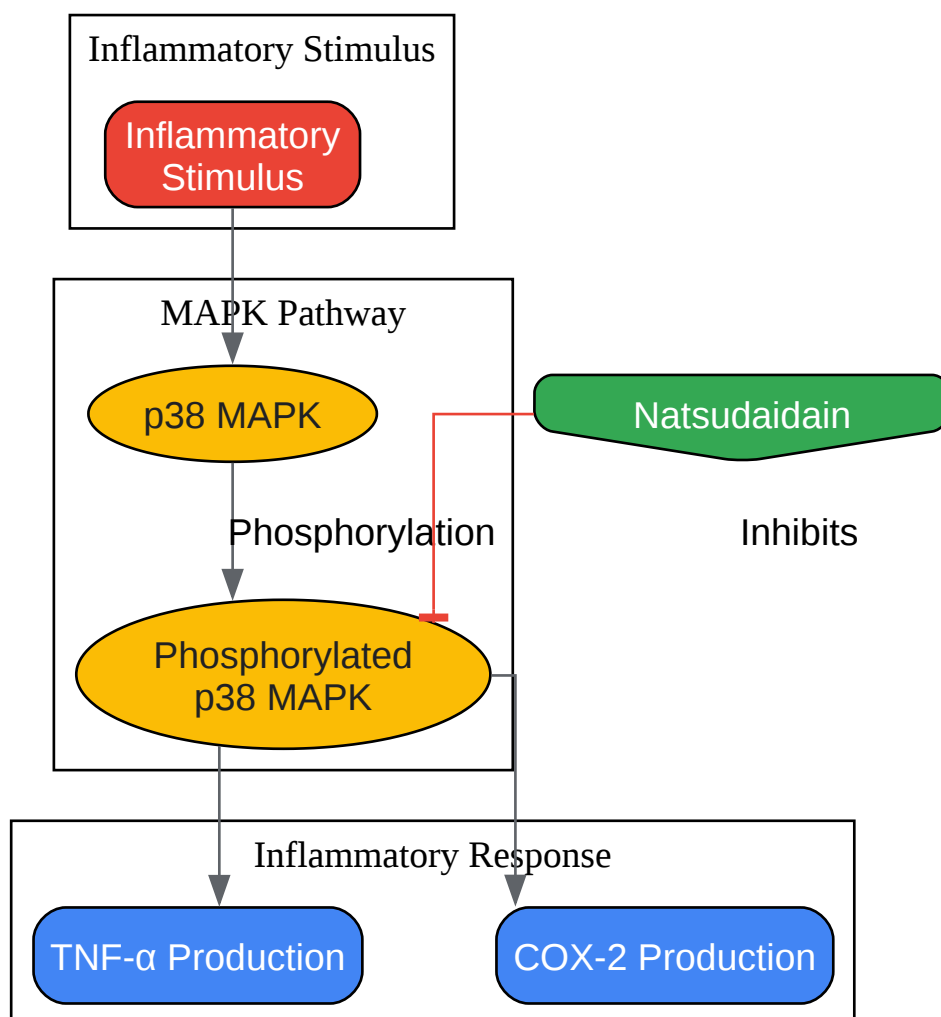 Inflammatory Stimulus
Inflammatory
Stimulus
MAPK Pathway
p38 MAPK
Natsudaidain
Phosphorylation
Inhibits
Phosphorylated
p38 MAPK
Inflammatory Response
TNF-α Production
COX-2 Production